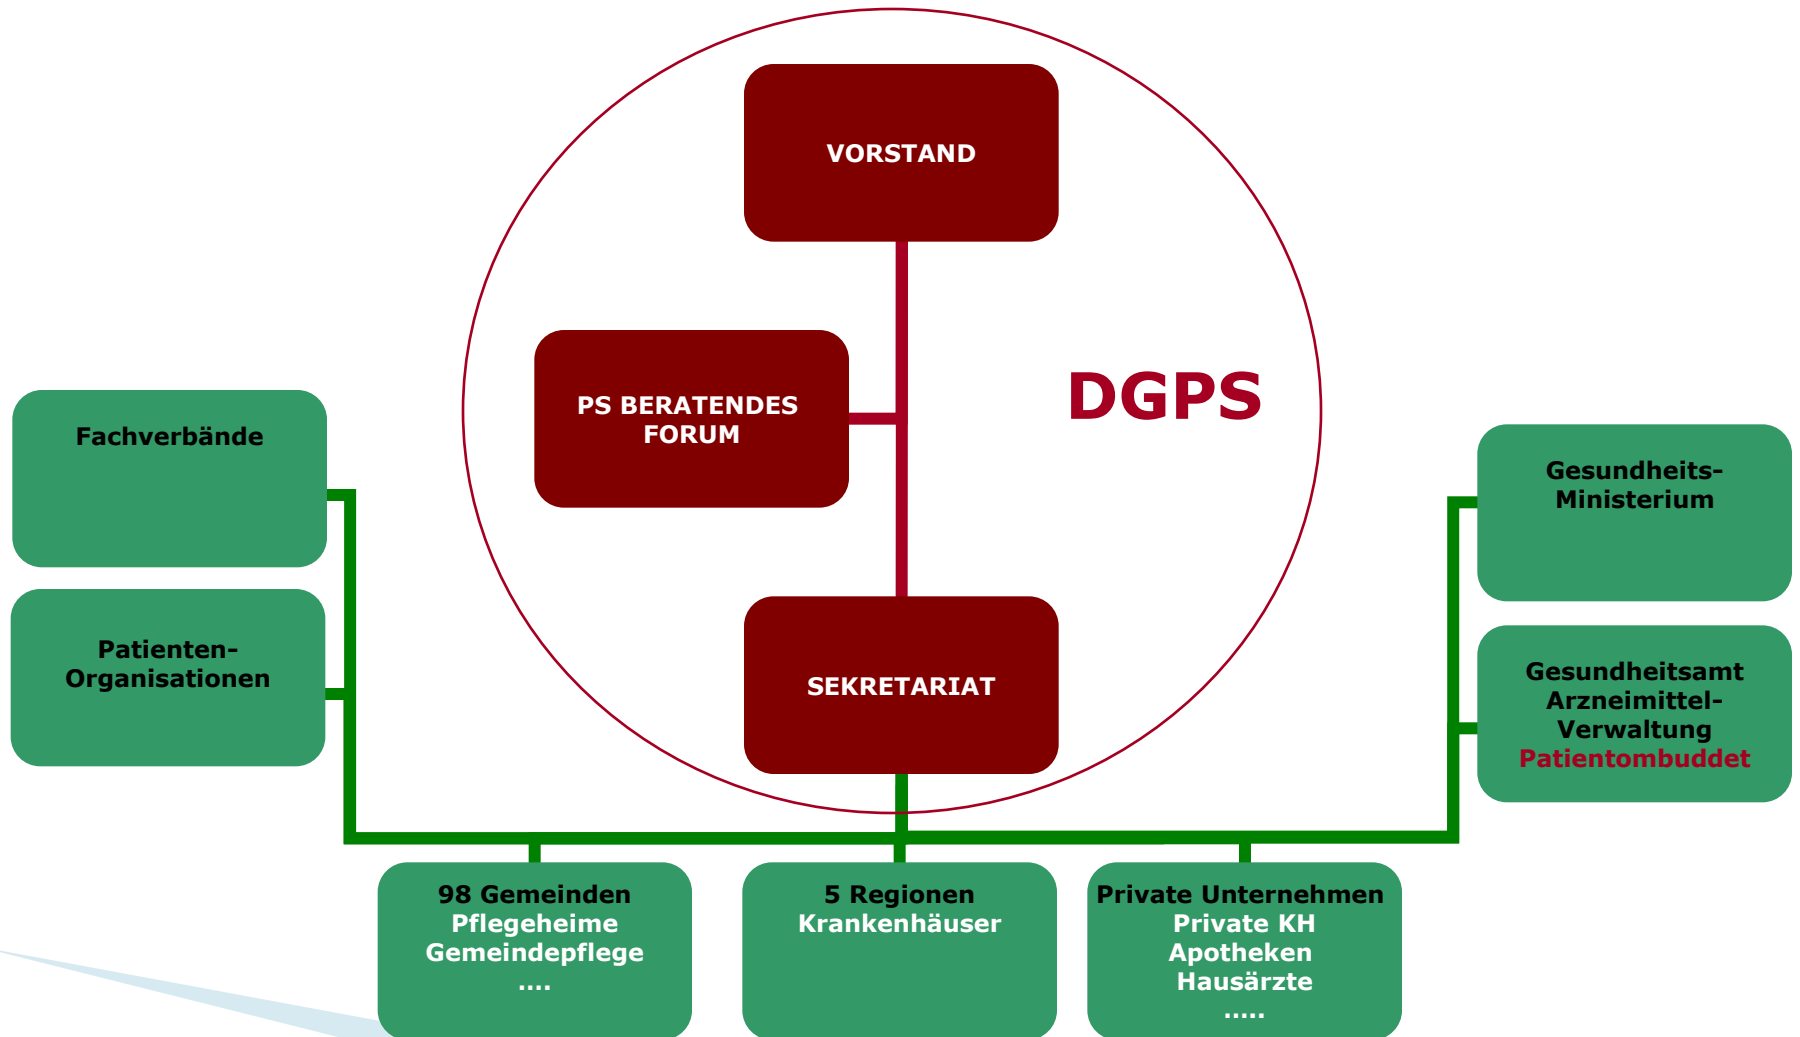 VORSTAND
PS BERATENDES
FORUM
DGPS
SEKRETARIAT
Fachverbände
Patienten-
Organisationen
Gesundheits-
Ministerium
Gesundheitsamt
Arzneimittel-
Verwaltung
Patientombuddet
98 Gemeinden
Pflegeheime
Gemeindepflege
....
5 Regionen
Krankenhäuser
Private Unternehmen
Private KH
Apotheken
Hausärzte
.....